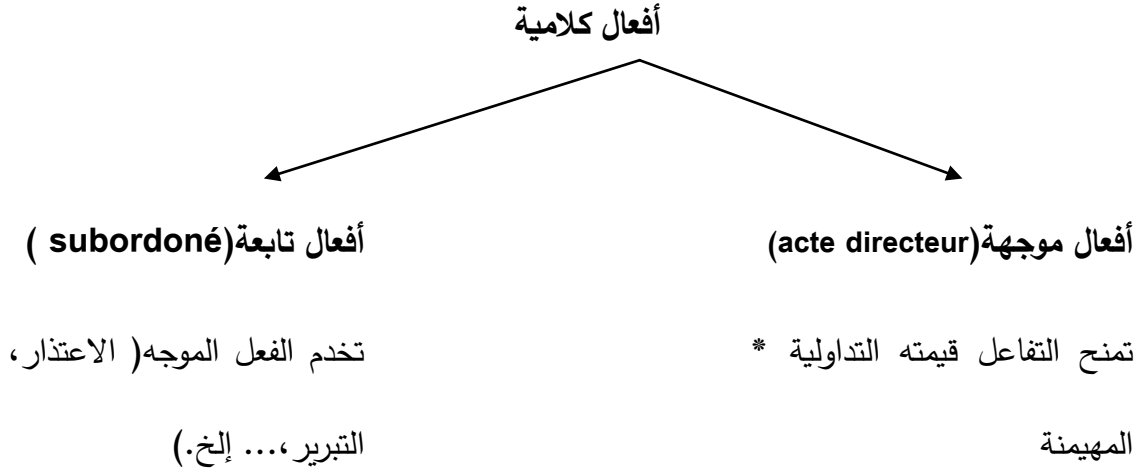 أفعال كلامية
أفعال موجهة(acte directeur)
أفعال تابعة(subordoné )
تمنح التفاعل قيمته التداولية *
المهيمنة
تخدم الفعل الموجه( الاعتذار،
التبرير،... إلخ.)